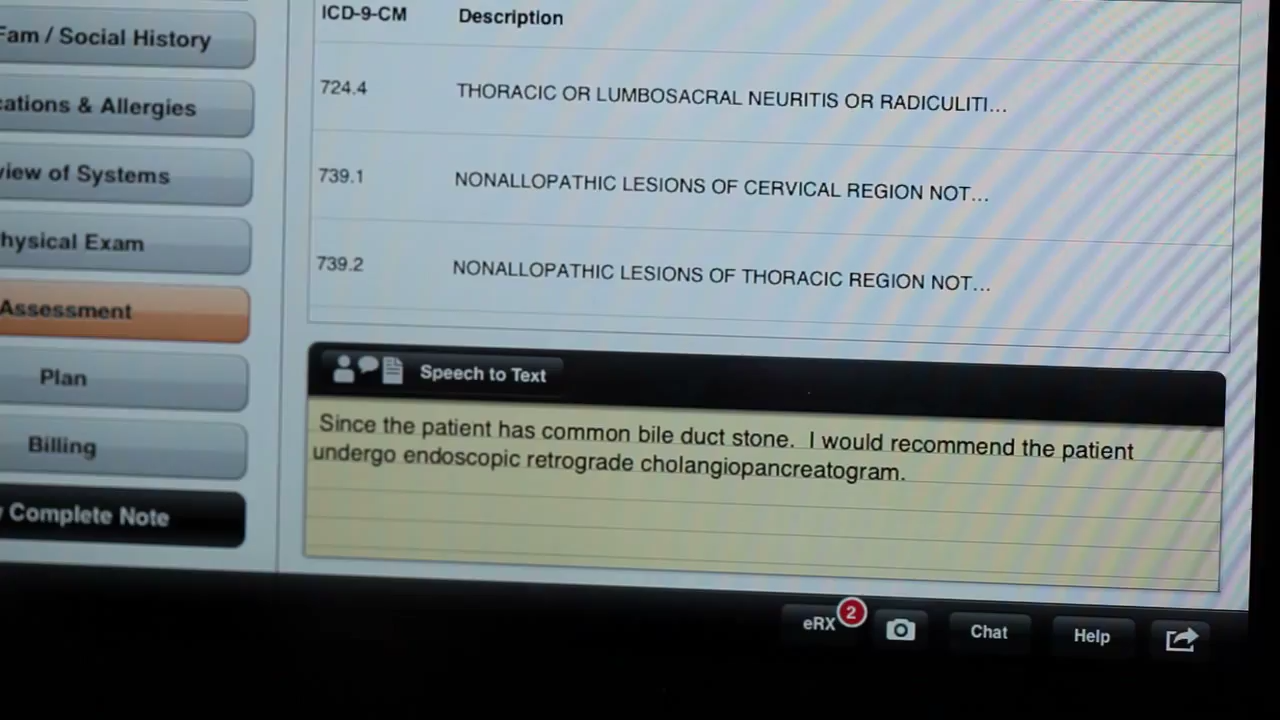 ICD-9-CM Description
Fam / Social History
724.4 THORACIC OR LUMBOSACRAL NEURITIS OR RADICULITI...
cations & Allergies
739.1 NONALLOPATHIC LESIONS OF CERVICAL REGION NOT...
view of Systems
hysical Exam
739.2 NONALLOPATHIC LESIONS OF THORACIC REGION NOT...
Assessment
Plan
Billing
Complete Note
Speech to Text
Since the patient has common bile duct stone. I would recommend the patient
undergo endoscopic retrograde cholangiopancreatogram.
eRX 2 Chat Help